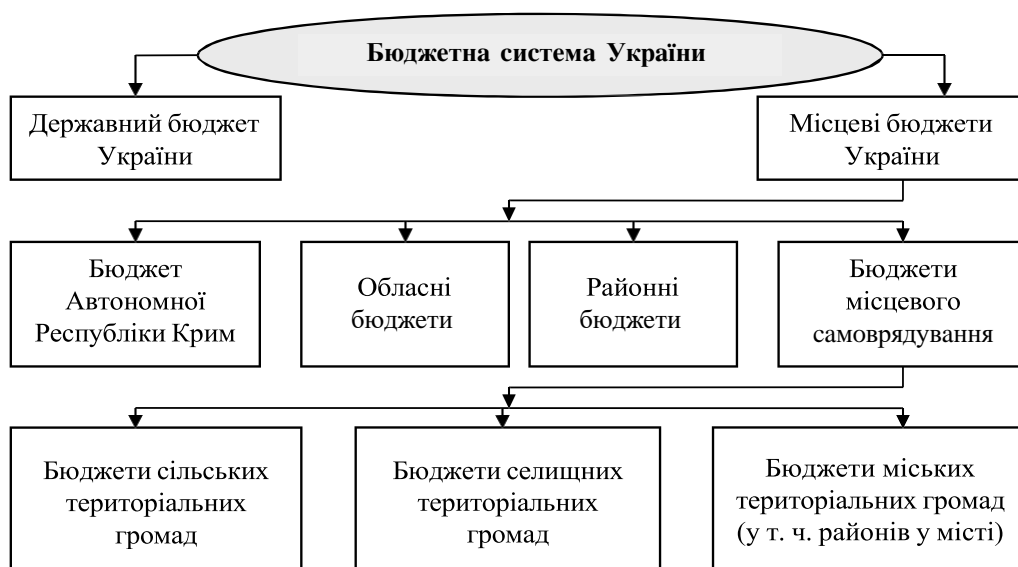 Бюджетна система України
Державний бюджет
України
Місцеві бюджети
України
Бюджет
Автономної
Республіки Крим
Обласні
бюджети
Районні
бюджети
Бюджети
місцевого
самоврядування
Бюджети сільських
територіальних
громад
Бюджети селищних
територіальних
громад
Бюджети міських
територіальних громад
(у т. ч. районів у місті)